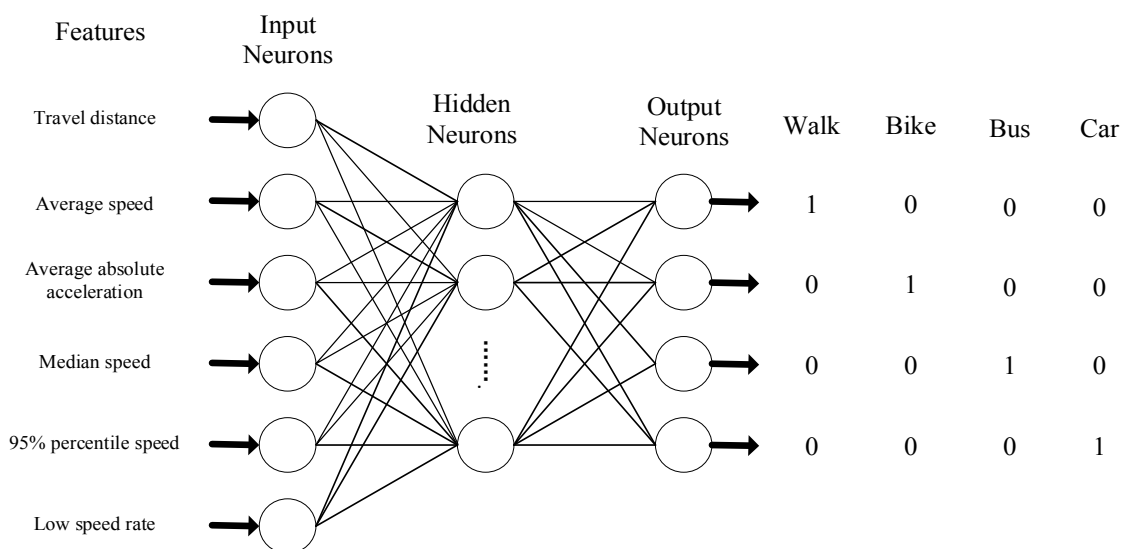 Features
Input
Neurons
Hidden
Neurons
Output
Neurons
Walk Bike Bus Car
Travel distance
Average speed
1 0 0 0
Average absolute
acceleration
0 1 0 0
Median speed
0 0 1 0
95% percentile speed
0 0 0 1
Low speed rate